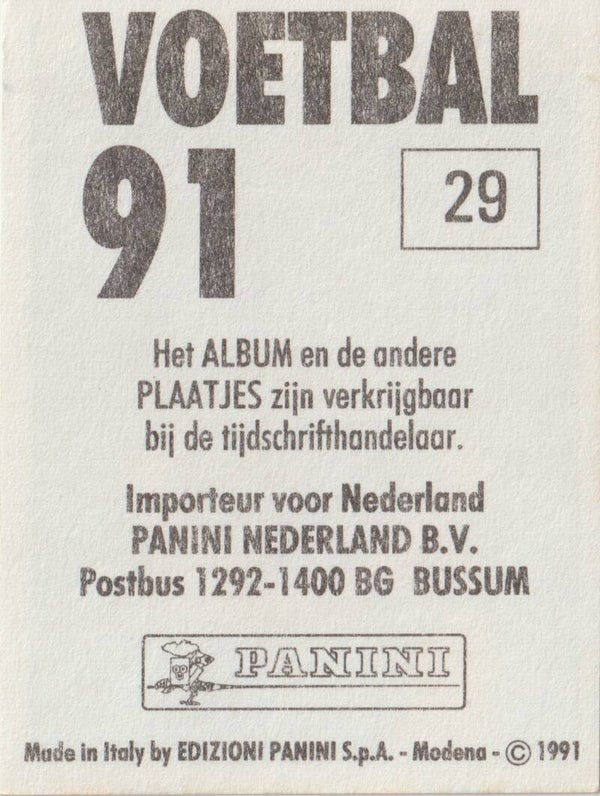 VOETBAL
91
29
Het ALBUM en de andere
PLAATJES zijn verkrijgbaar
bij de tijdschrifthandelaar.
Importeur voor Nederland
PANINI NEDERLAND B.V.
Postbus 1292-1400 BG BUSSUM
PANINI
Made in Italy by EDIZIONI PANINI S.p.A. - Modena - © 1991